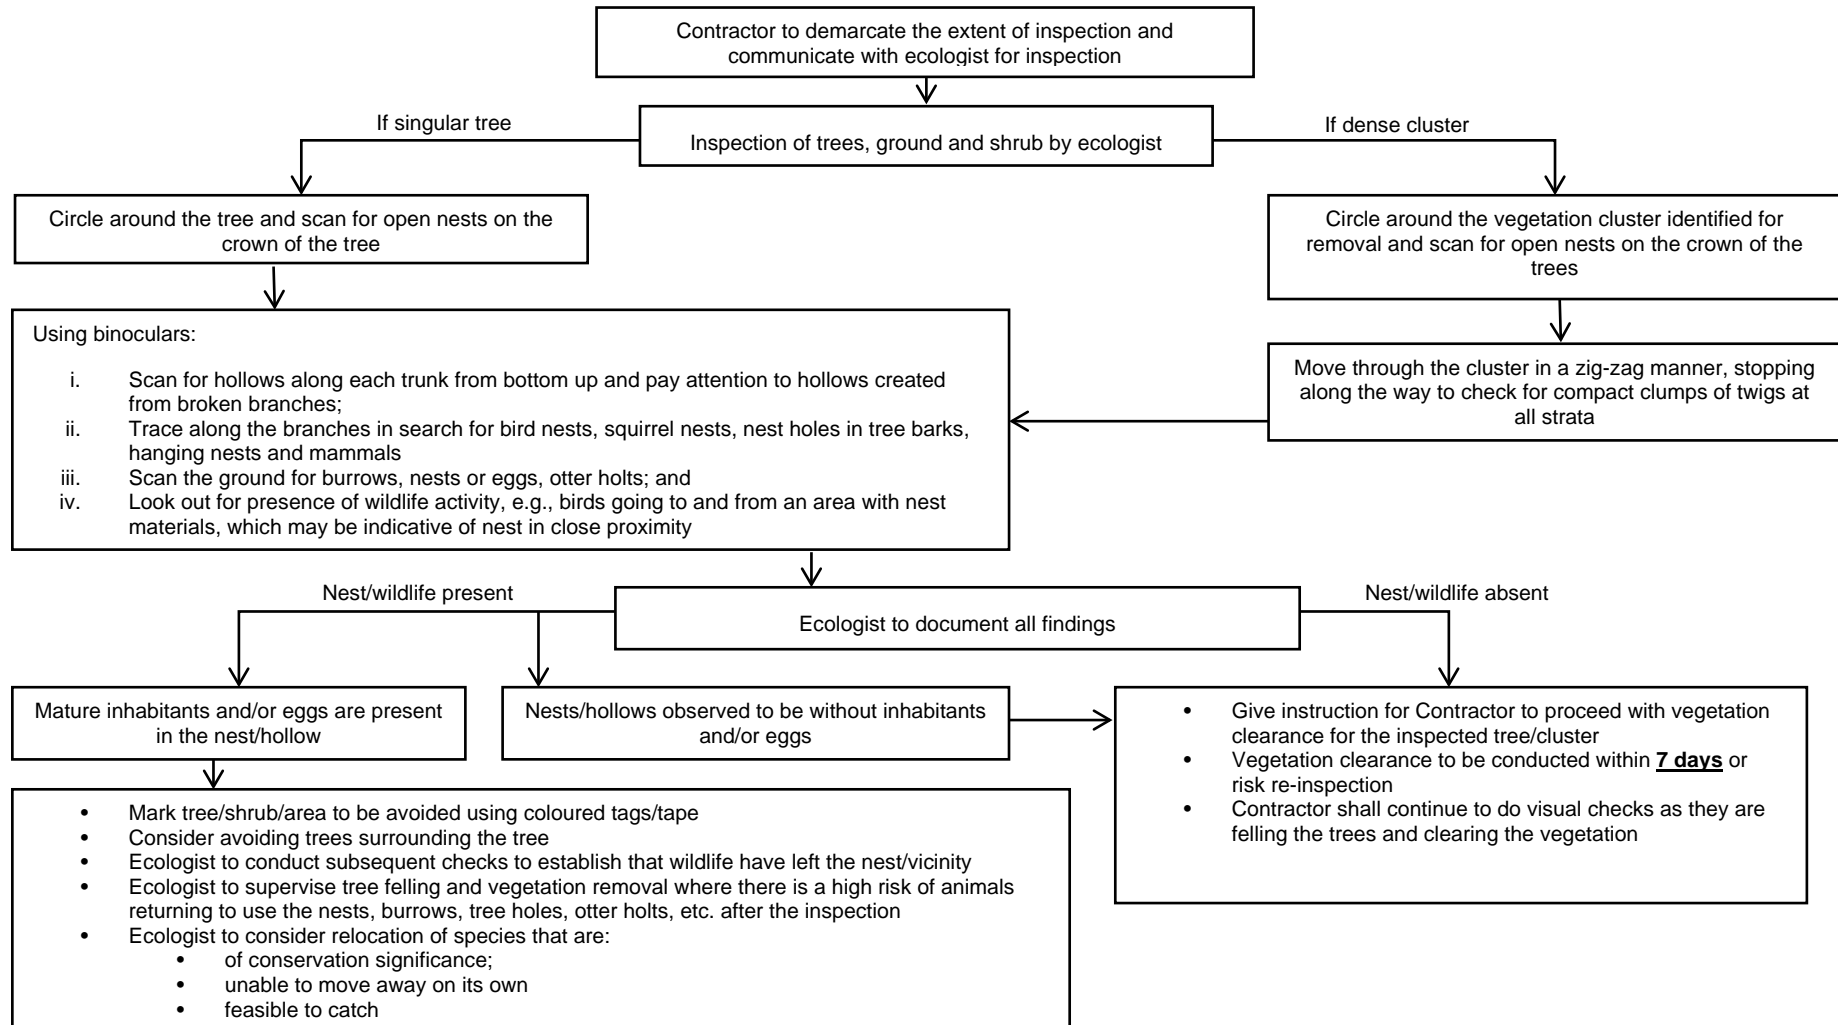 Contractor to demarcate the extent of inspection and
communicate with ecologist for inspection
If singular tree
If dense cluster
Inspection of trees, ground and shrub by ecologist
Circle around the tree and scan for open nests on the
crown of the tree
Circle around the vegetation cluster identified for
removal and scan for open nests on the crown of the
trees
Using binoculars:
i. Scan for hollows along each trunk from bottom up and pay attention to hollows created
from broken branches;
ii. Trace along the branches in search for bird nests, squirrel nests, nest holes in tree barks,
hanging nests and mammals
iii. Scan the ground for burrows, nests or eggs, otter holts; and
iv. Look out for presence of wildlife activity, e.g., birds going to and from an area with nest
materials, which may be indicative of nest in close proximity
Move through the cluster in a zig-zag manner, stopping
along the way to check for compact clumps of twigs at
all strata
Nest/wildlife present
Nest/wildlife absent
Ecologist to document all findings
Mature inhabitants and/or eggs are present
in the nest/hollow
Nests/hollows observed to be without inhabitants
and/or eggs
• Give instruction for Contractor to proceed with vegetation
clearance for the inspected tree/cluster
• Vegetation clearance to be conducted within 7 days or
risk re-inspection
• Contractor shall continue to do visual checks as they are
felling the trees and clearing the vegetation
• Mark tree/shrub/area to be avoided using coloured tags/tape
• Consider avoiding trees surrounding the tree
• Ecologist to conduct subsequent checks to establish that wildlife have left the nest/vicinity
• Ecologist to supervise tree felling and vegetation removal where there is a high risk of animals
returning to use the nests, burrows, tree holes, otter holts, etc. after the inspection
• Ecologist to consider relocation of species that are:
• of conservation significance;
• unable to move away on its own
• feasible to catch